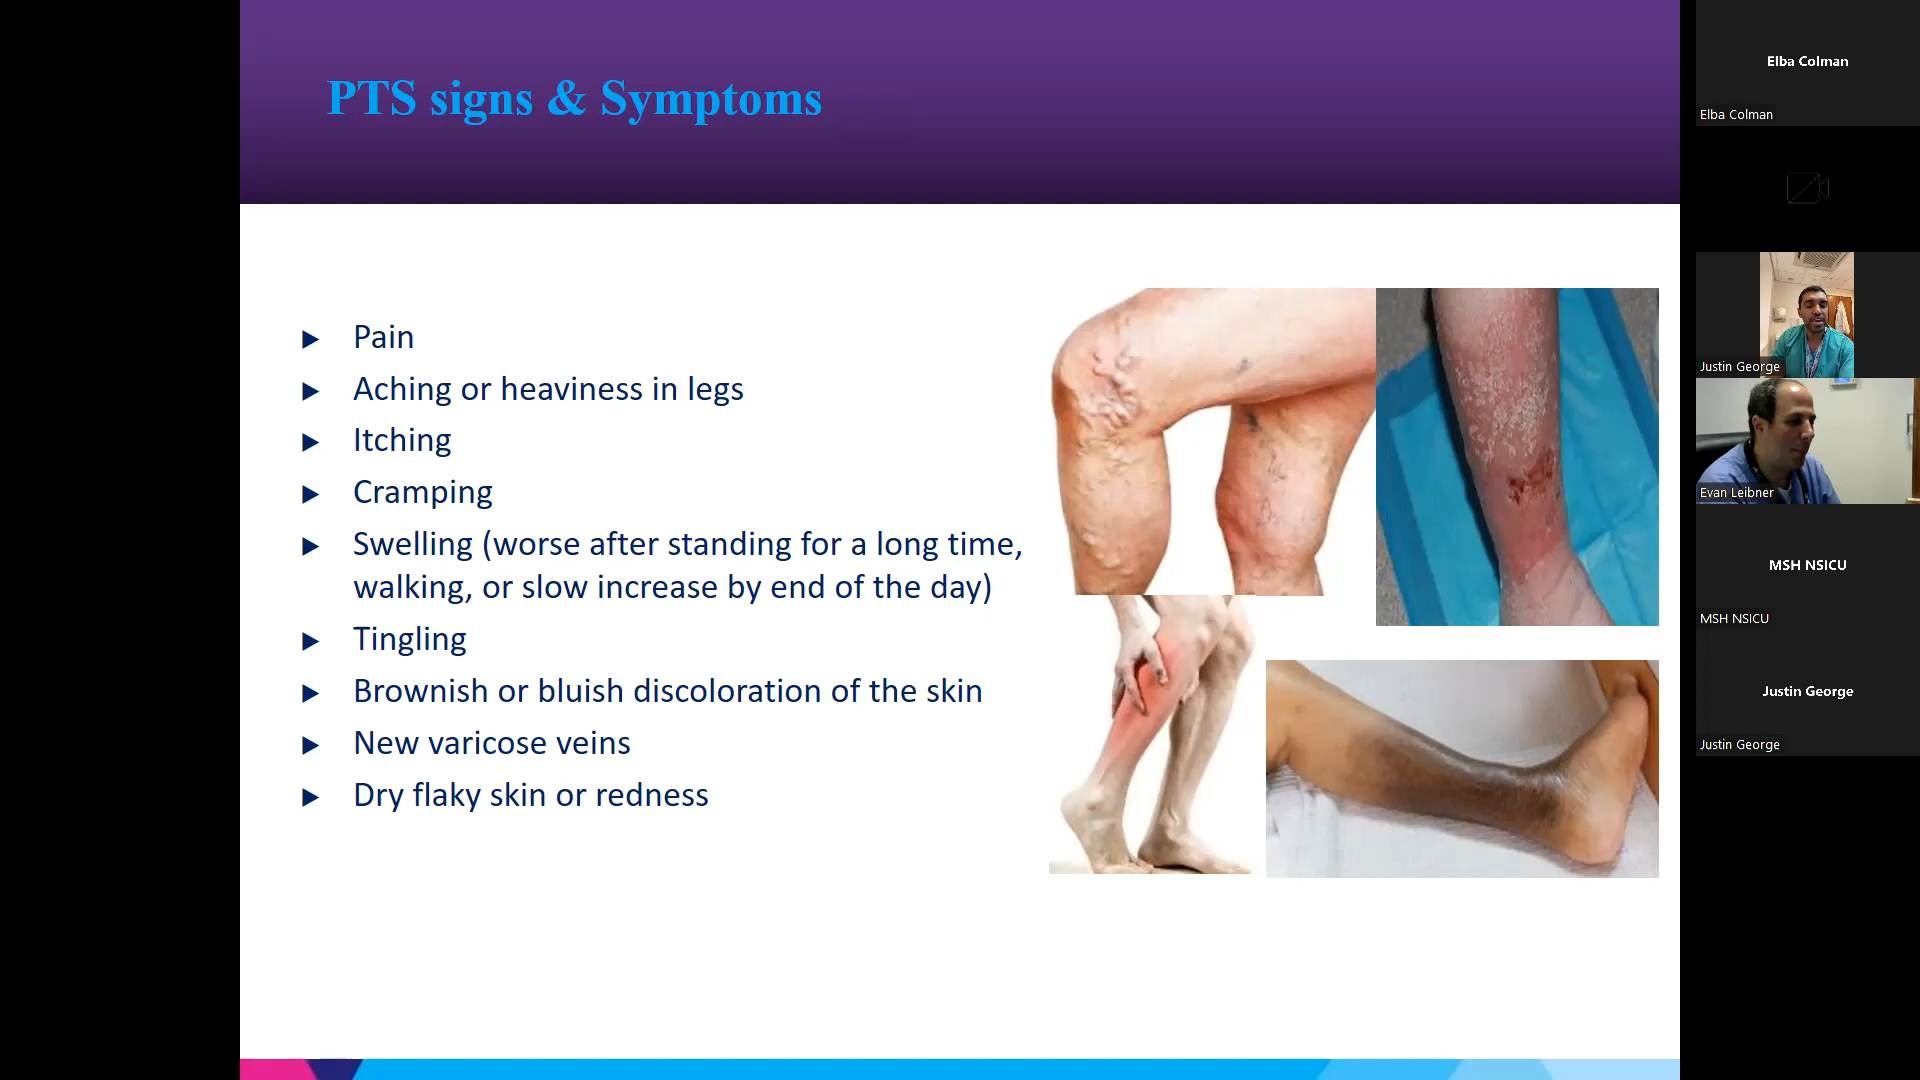 PTS signs & Symptoms
Pain
Aching or heaviness in legs
Itching
Cramping
Swelling (worse after standing for a long time,
walking, or slow increase by end of the day)
Tingling
Brownish or bluish discoloration of the skin
New varicose veins
Dry flaky skin or redness
Elba Colman
Elba Colman
Justin George
Evan Leibner
MSH NSICU
MSH NSICU
Justin George
Justin George